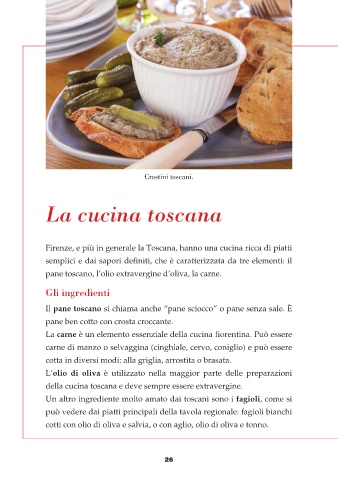 Crostini toscani.
La cucina toscana
Firenze, e più in generale la Toscana, hanno una cucina ricca di piatti
semplici e dai sapori definiti, che è caratterizzata da tre elementi: il
pane toscano, l'olio extravergine d'oliva, la carne.
Gli ingredienti
Il pane toscano si chiama anche "pane sciocco" o pane senza sale. È
pane ben cotto con crosta croccante.
La carne è un elemento essenziale della cucina fiorentina. Può essere
carne di manzo o selvaggina (cinghiale, cervo, coniglio) e può essere
cotta in diversi modi: alla griglia, arrostita o brasata.
L'olio di oliva è utilizzato nella maggior parte delle preparazioni
della cucina toscana e deve sempre essere extravergine.
Un altro ingrediente molto amato dai toscani sono i fagioli, come si
può vedere dai piatti principali della tavola regionale: fagioli bianchi
cotti con olio di oliva e salvia, o con aglio, olio di oliva e tonno.
26